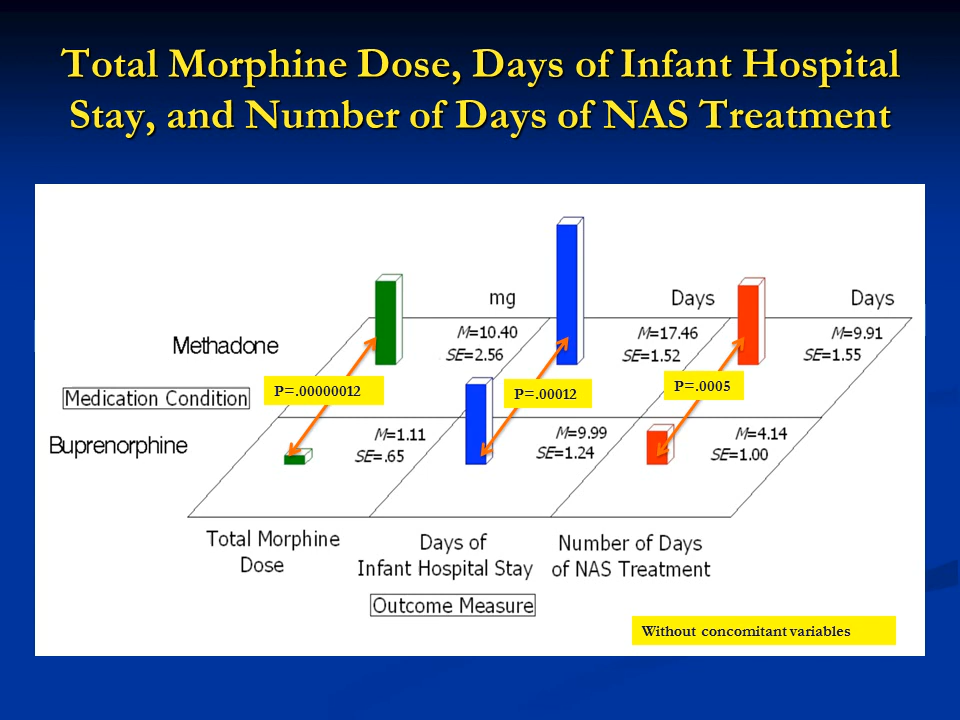 Total Morphine Dose, Days of Infant Hospital
Stay, and Number of Days of NAS Treatment
mg
Days
Days
Methadone
M=10.40
SE=2.56
M=17.46
SE=1.52
M=9.91
SE=1.55
P=.00000012
P=.00012
P=.0005
Medication Condition
Buprenorphine
M=1.11
SE=.65
M=9.99
SE=1.24
M=4.14
SE=1.00
Total Morphine
Dose
Days of
Infant Hospital Stay
Number of Days
of NAS Treatment
Outcome Measure
Without concomitant variables